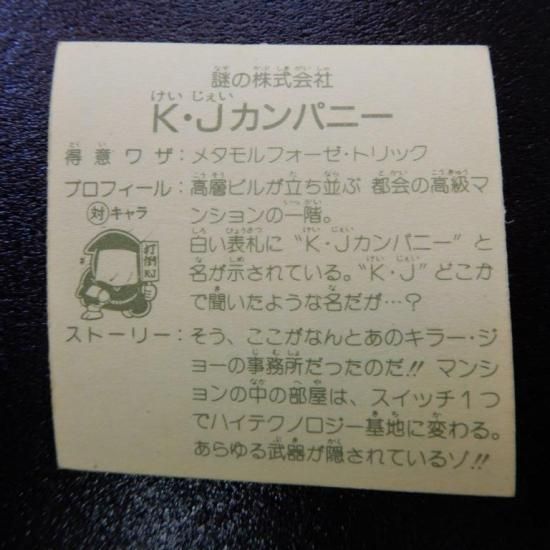 謎の株式会社
K・Jカンパニー
得意ワザ：メタモルフォーゼ・トリック
プロフィール：高層ビルが立ち並ぶ 都会の高級マ
ンションの一階。
白い表札に “K・Jカンパニー” と
名が示されている。“K・J” どこか
で聞いたような名だが…？
対キャラ
打倒KJ
ストーリー：そう、ここがなんとあのキラー・ジ
ョーの事務所だったのだ!! マンシ
ョンの中の部屋は、スイッチ1つ
でハイテクノロジー基地に変わる。
あらゆる武器が隠されているゾ!!